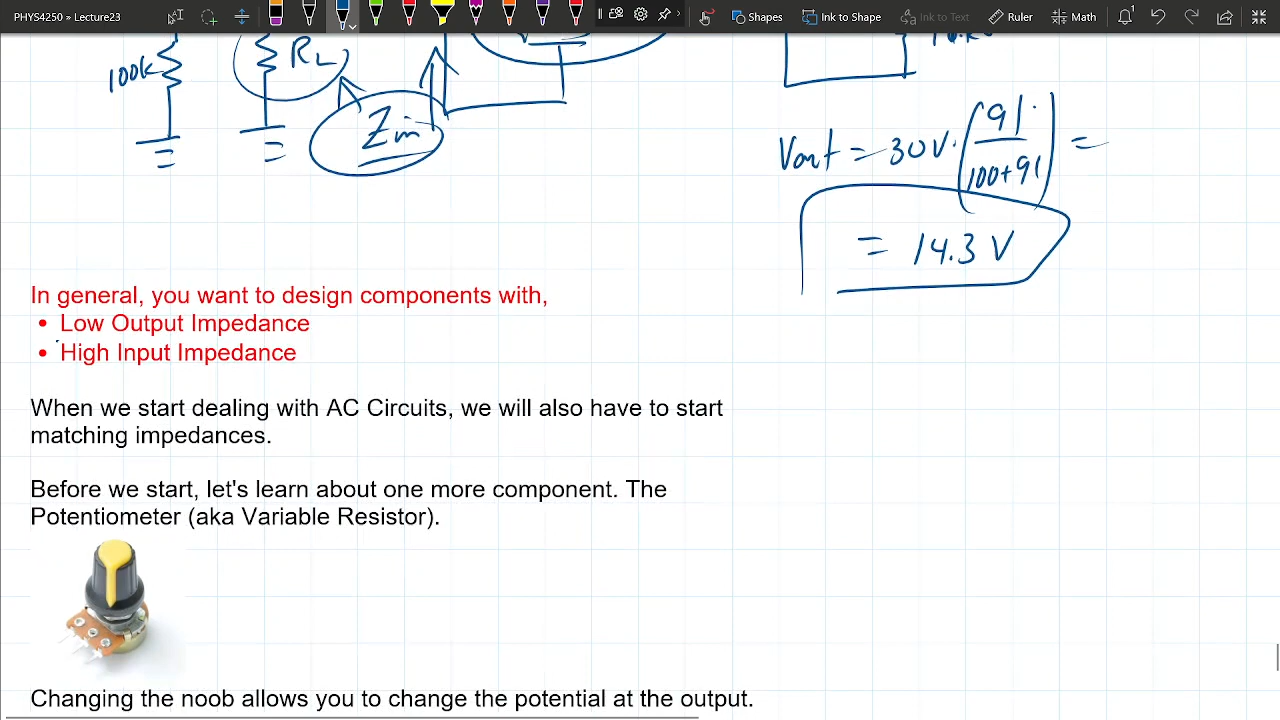 PHYS4250 » Lecture23
Shapes
Ink to Shape
Ink to Text
Ruler
Math
100k
RL
Zin
Vout = 30V · (91 / 100+91) =
= 14.3 V
In general, you want to design components with,
• Low Output Impedance
• High Input Impedance
When we start dealing with AC Circuits, we will also have to start
matching impedances.
Before we start, let's learn about one more component. The
Potentiometer (aka Variable Resistor).
Changing the noob allows you to change the potential at the output.